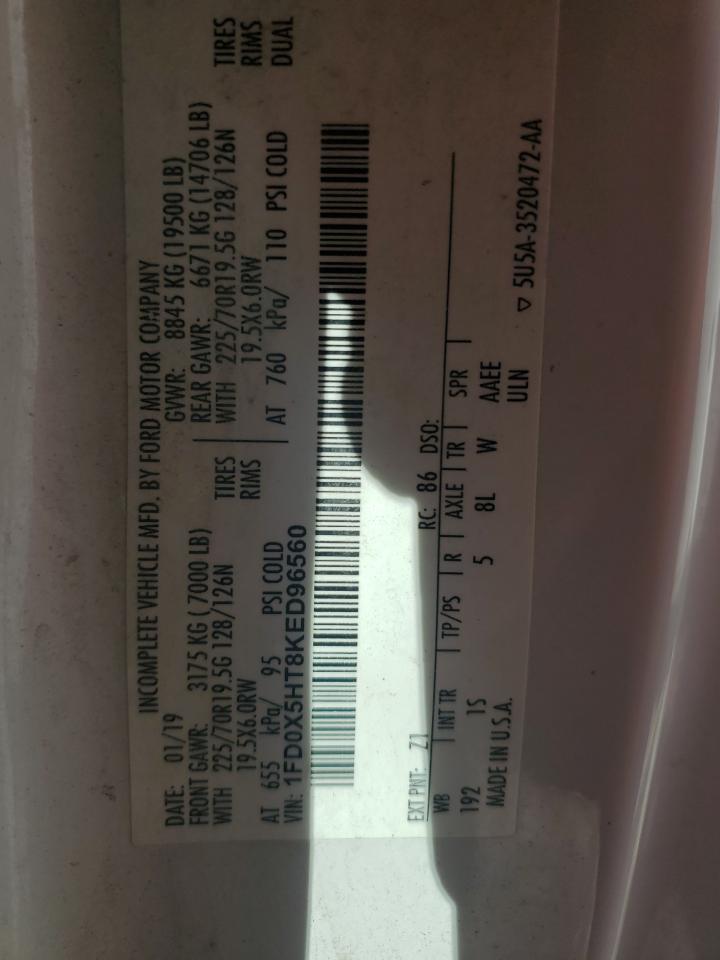 INCOMPLETE VEHICLE MFD. BY FORD MOTOR COMPANY
DATE: 01/19 GVWR: 8845 KG (19500 LB)
FRONT GAWR: 3175 KG ( 7000 LB) REAR GAWR: 6671 KG (14706 LB)
WITH 225/70R19.5G 128/126N TIRES WITH 225/70R19.5G 128/126N TIRES
19.5X6.0RW RIMS 19.5X6.0RW RIMS
AT 655 kPa/ 95 PSI COLD AT 760 kPa/ 110 PSI COLD DUAL
VIN: 1FD0X5HT8KED96560
EXT PNT: Z1 RC: 86 DSO:
WB INT TR TP/PS R AXLE TR SPR
192 1S 5 8L W AAEE
MADE IN U.S.A. ULN
▽ 5U5A-3520472-AA